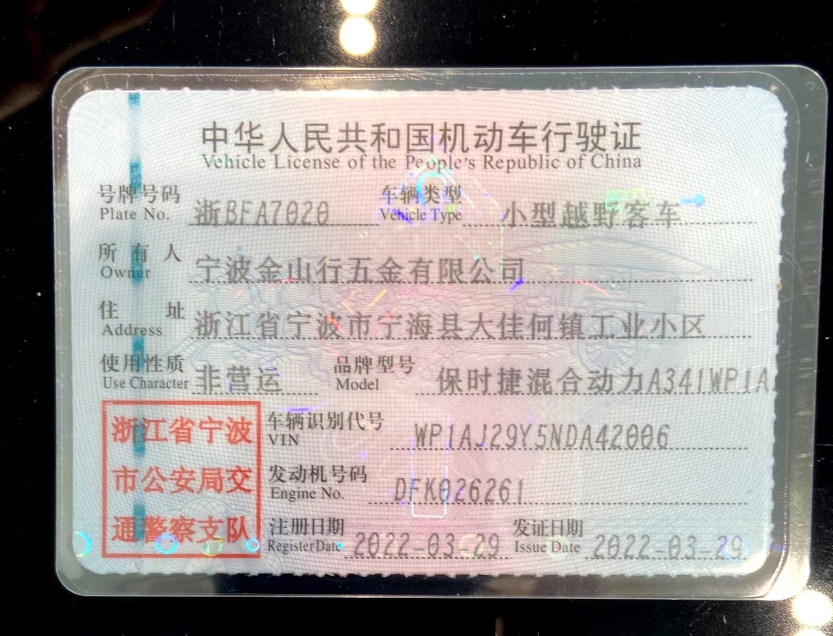 中华人民共和国机动车行驶证
Vehicle License of the People's Republic of China
号牌号码 浙BFA7020 车辆类型 小型越野客车
Plate No. Vehicle Type
所有人 宁波金山行五金有限公司
Owner
住址 浙江省宁波市宁海县大佳何镇工业小区
Address
使用性质 非营运 品牌型号 保时捷混合动力A341WP1A
Use Character Model
浙江省宁波
市公安局交
通警察支队
车辆识别代号 WP1AJ29Y5NDA42006
VIN
发动机号码 DFK026261
Engine No.
注册日期 2022-03-29 发证日期 2022-03-29
Register Date Issue Date